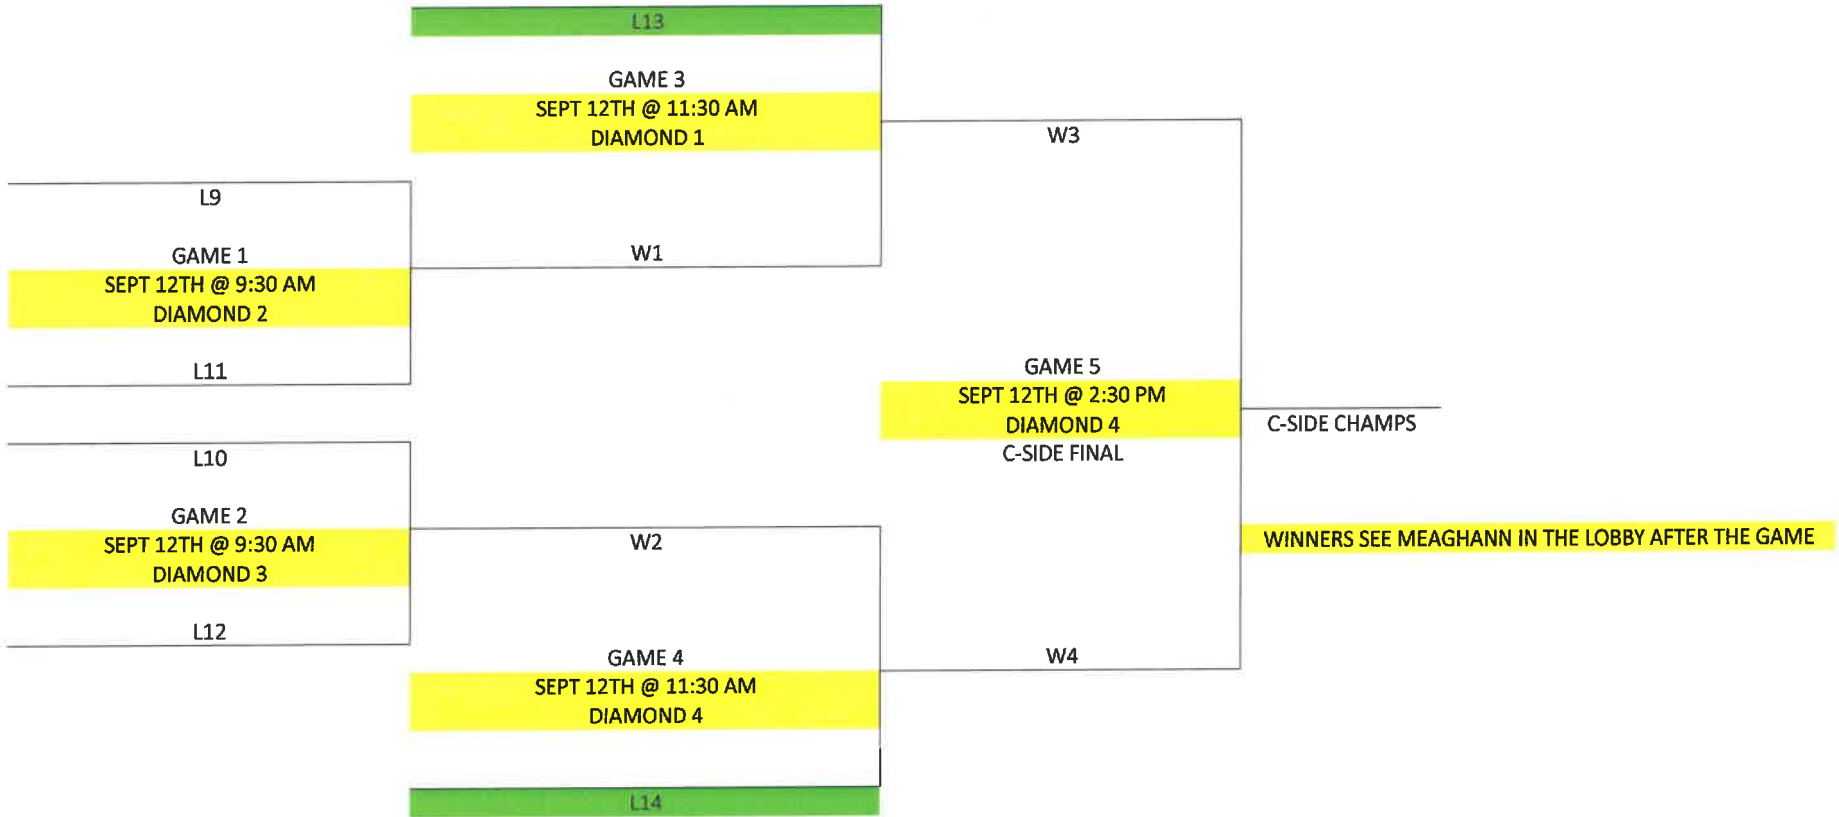 L13
GAME 3
SEPT 12TH @ 11:30 AM
DIAMOND 1
W3
L9
GAME 1
SEPT 12TH @ 9:30 AM
DIAMOND 2
L11
W1
GAME 5
SEPT 12TH @ 2:30 PM
DIAMOND 4
C-SIDE FINAL
C-SIDE CHAMPS
L10
GAME 2
SEPT 12TH @ 9:30 AM
DIAMOND 3
L12
W2
WINNERS SEE MEAGHANN IN THE LOBBY AFTER THE GAME
GAME 4
SEPT 12TH @ 11:30 AM
DIAMOND 4
W4
L14